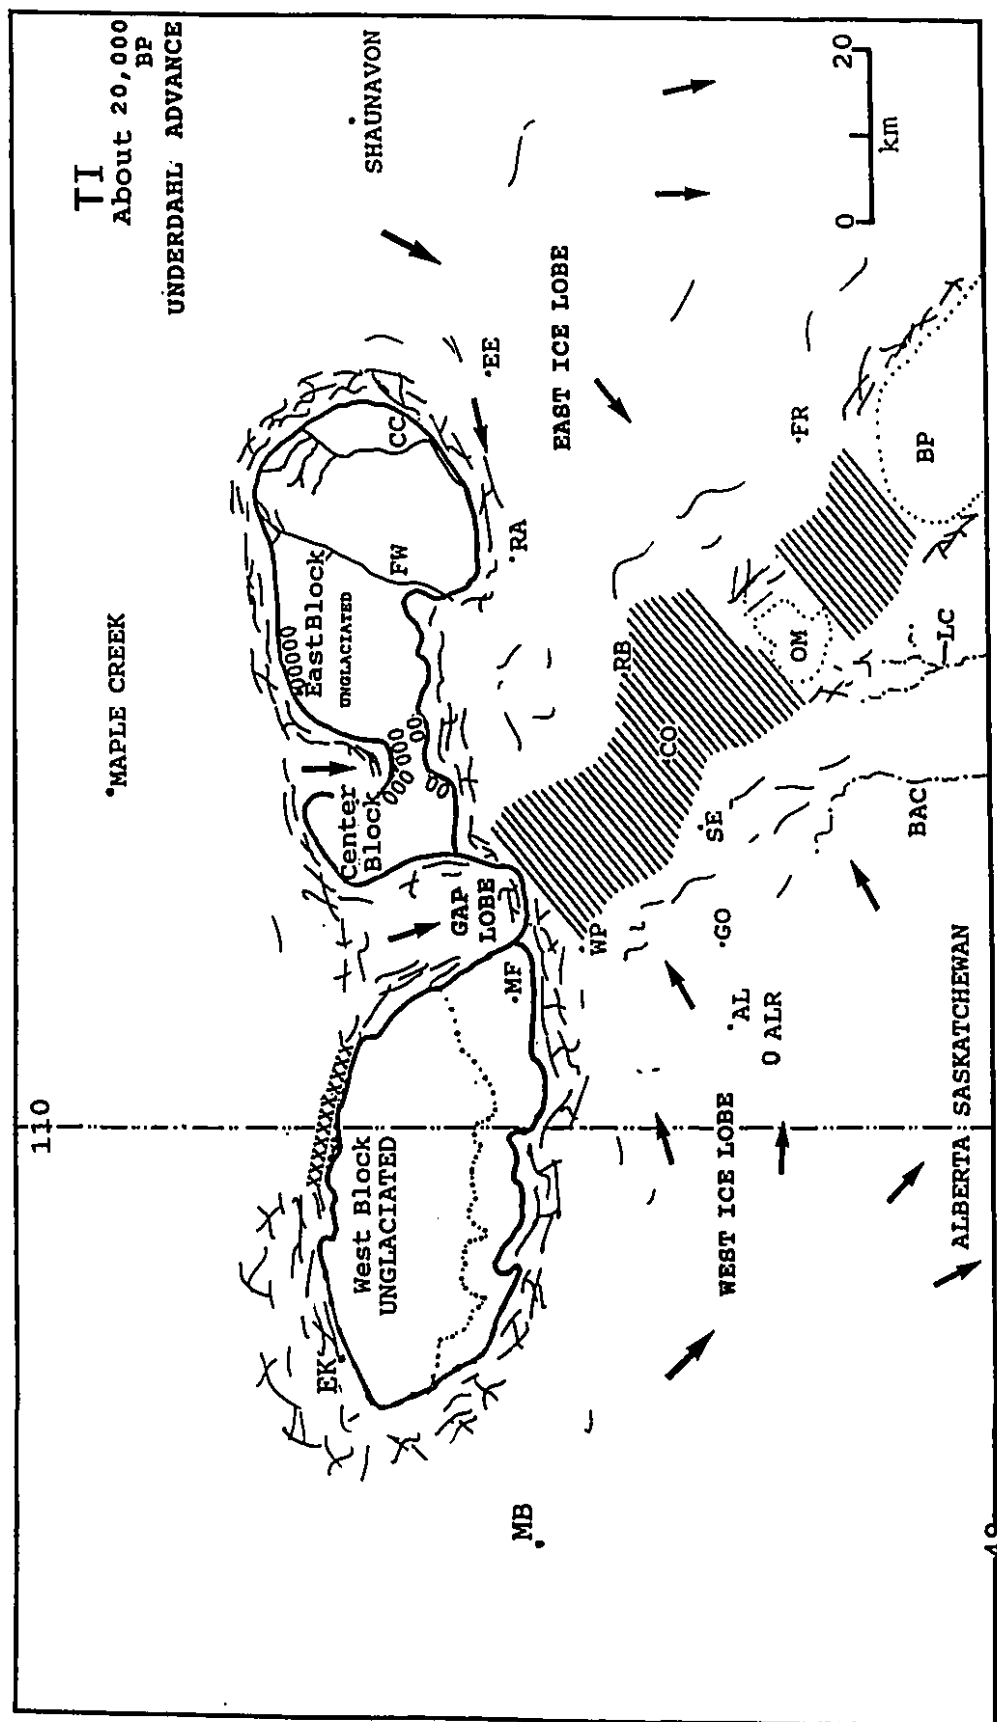 TI
About 20,000
BP
UNDERDAHL ADVANCE
110
MAPLE CREEK
SHAUNAVON
EK
West Block
UNGLACIATED
Center
Block
East Block
UNGLACIATED
FW
CC
GAP
LOBE
MF
MB
WP
RA
EE
EAST ICE LOBE
RB
CO
SE
GO
AL
O ALR
WEST ICE LOBE
OM
FR
BP
LC
BAC
ALBERTA SASKATCHEWAN
0 20
km
49